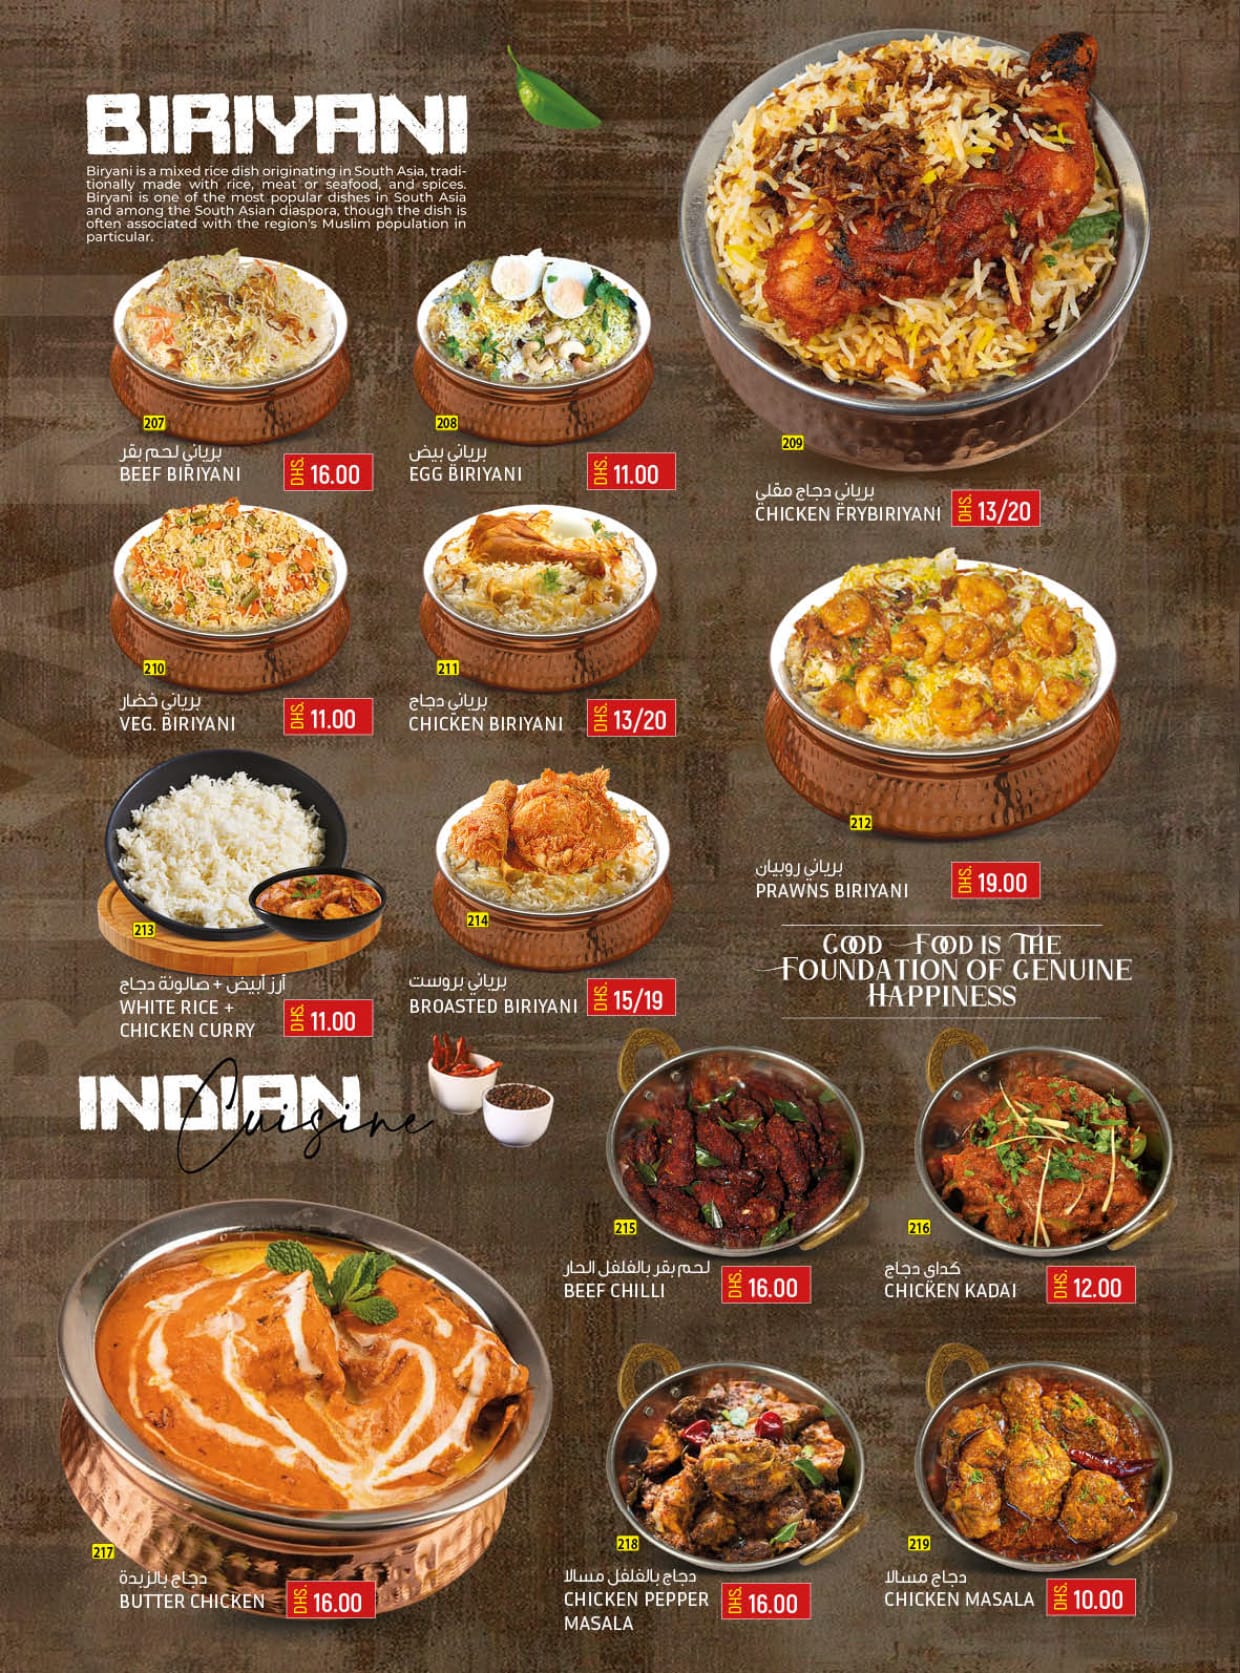 BIRIYANI
Biryani is a mixed rice dish originating in South Asia, tradi-
tionally made with rice, meat or seafood, and spices.
Biryani is one of the most popular dishes in South Asia
and among the South Asian diaspora, though the dish is
often associated with the region's Muslim population in
particular.
207
برياني لحم بقر
BEEF BIRIYANI
DHS. 16.00
208
برياني بيض
EGG BIRIYANI
DHS. 11.00
209
برياني دجاج مقلي
CHICKEN FRYBIRIYANI
DHS. 13/20
210
برياني خضار
VEG. BIRIYANI
DHS. 11.00
211
برياني دجاج
CHICKEN BIRIYANI
DHS. 13/20
212
برياني روبيان
PRAWNS BIRIYANI
DHS. 19.00
213
أرز أبيض + صالونة دجاج
WHITE RICE +
CHICKEN CURRY
DHS. 11.00
214
برياني بروست
BROASTED BIRIYANI
DHS. 15/19
GOOD FOOD IS THE
FOUNDATION OF GENUINE
HAPPINESS
INDIAN
Cuisine
215
لحم بقر بالفلفل الحار
BEEF CHILLI
DHS. 16.00
216
كداي دجاج
CHICKEN KADAI
DHS. 12.00
217
دجاج بالزبدة
BUTTER CHICKEN
DHS. 16.00
218
دجاج بالفلفل مسالا
CHICKEN PEPPER
MASALA
DHS. 16.00
219
دجاج مسالا
CHICKEN MASALA
DHS. 10.00